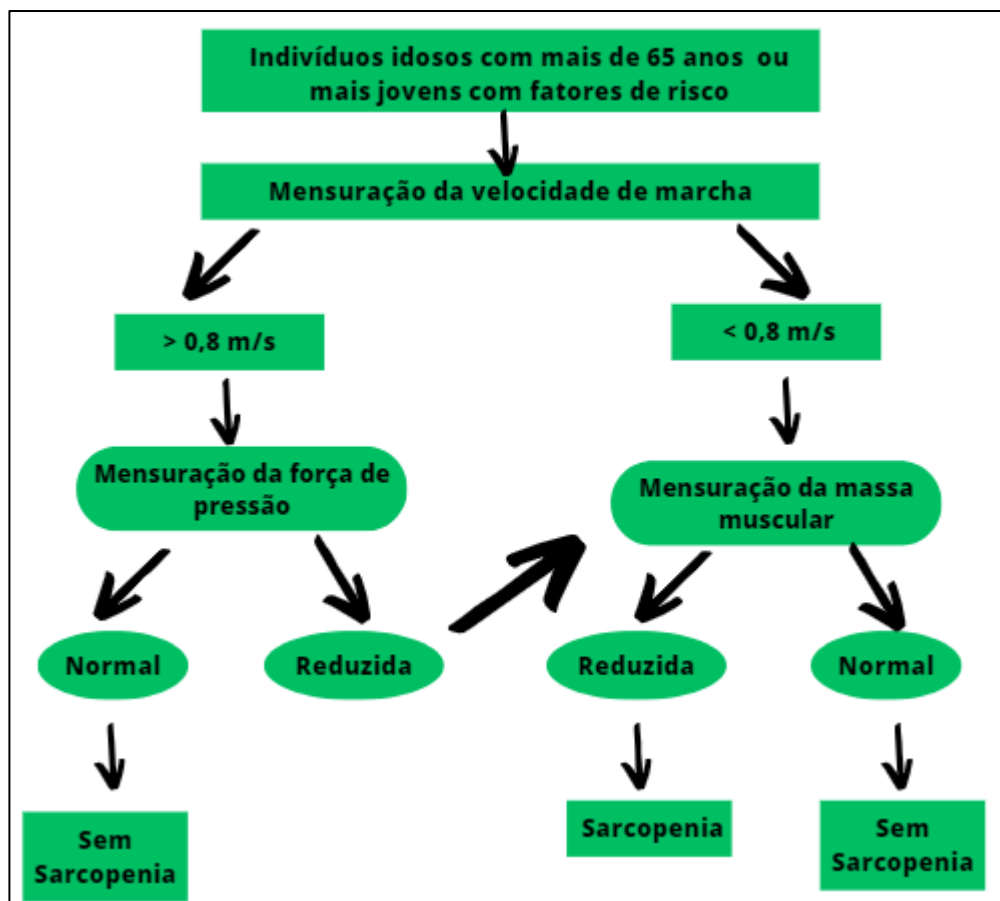 Indivíduos idosos com mais de 65 anos ou
mais jovens com fatores de risco
Mensuração da velocidade de marcha
> 0,8 m/s
< 0,8 m/s
Mensuração da força de
pressão
Mensuração da massa
muscular
Normal
Reduzida
Reduzida
Normal
Sem
Sarcopenia
Sarcopenia
Sem
Sarcopenia